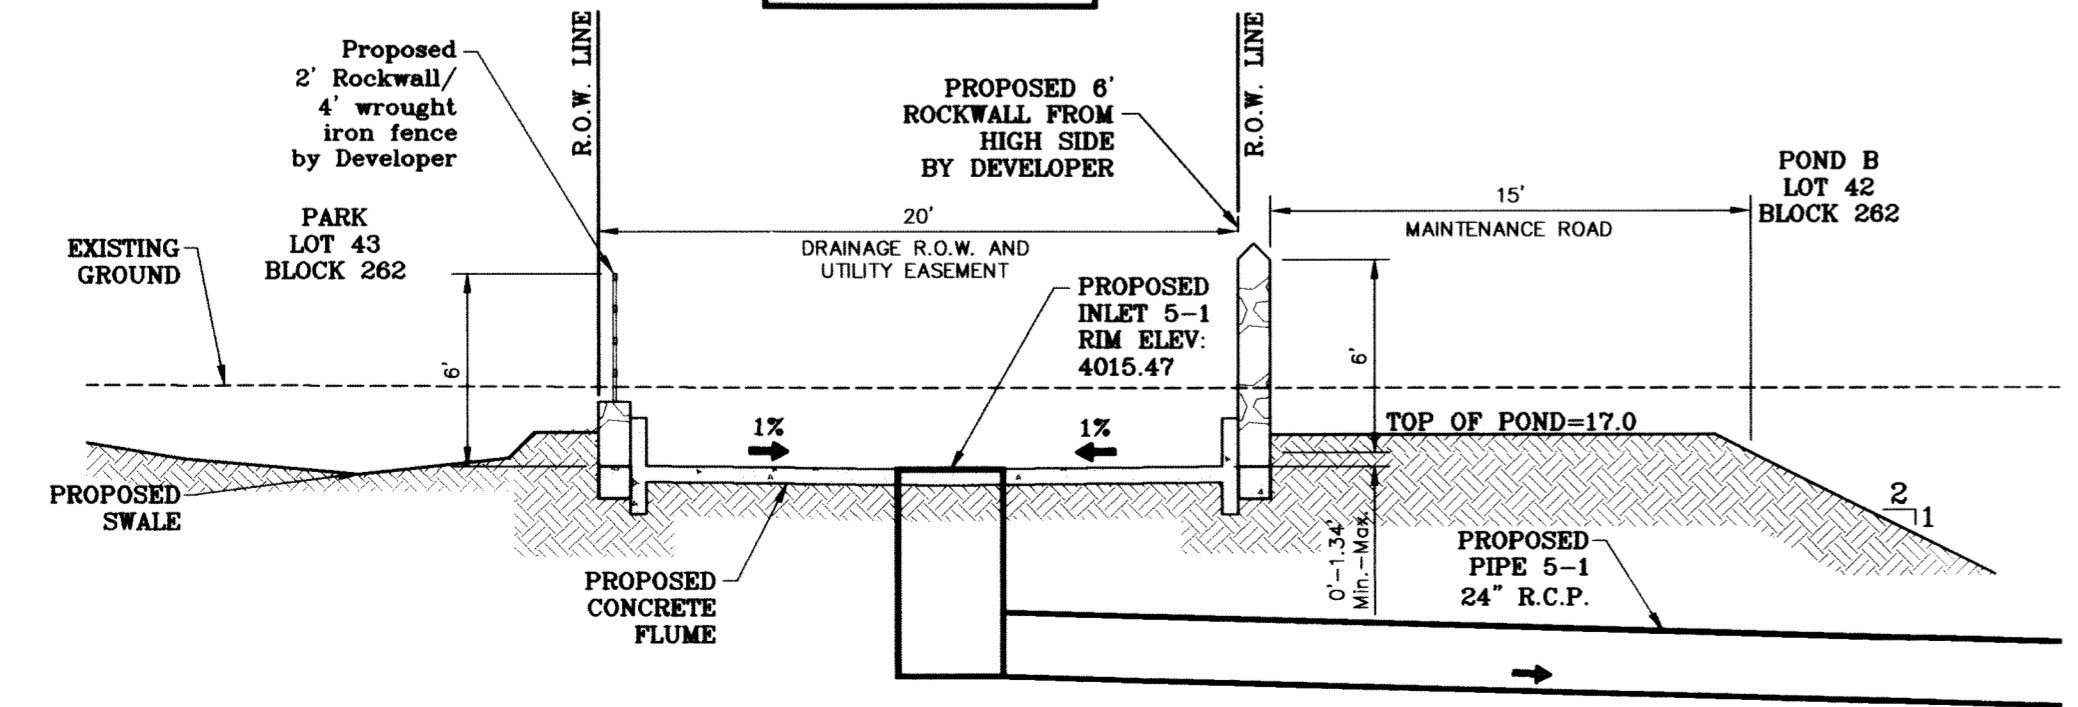 R.O.W. LINE
Proposed
2' Rockwall/
4' wrought
iron fence
by Developer
PROPOSED 6'
ROCKWALL FROM
HIGH SIDE
BY DEVELOPER
R.O.W. LINE
POND B
LOT 42
BLOCK 262
PARK
LOT 43
BLOCK 262
EXISTING
GROUND
20'
DRAINAGE R.O.W. AND
UTILITY EASEMENT
15'
MAINTENANCE ROAD
PROPOSED
INLET 5-1
RIM ELEV:
4015.47
6'
6'
1%
1%
TOP OF POND=17.0
PROPOSED
SWALE
PROPOSED
CONCRETE
FLUME
0'-1.34'
Min.-Max.
PROPOSED
PIPE 5-1
24" R.C.P.
2
1